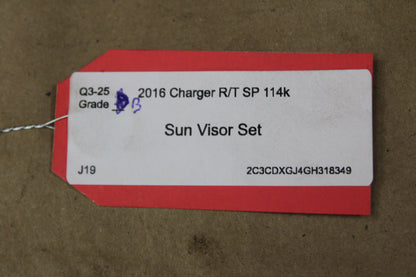 Q3-25
2016 Charger R/T SP 114k
Grade B
Sun Visor Set
J19
2C3CDXGJ4GH318349